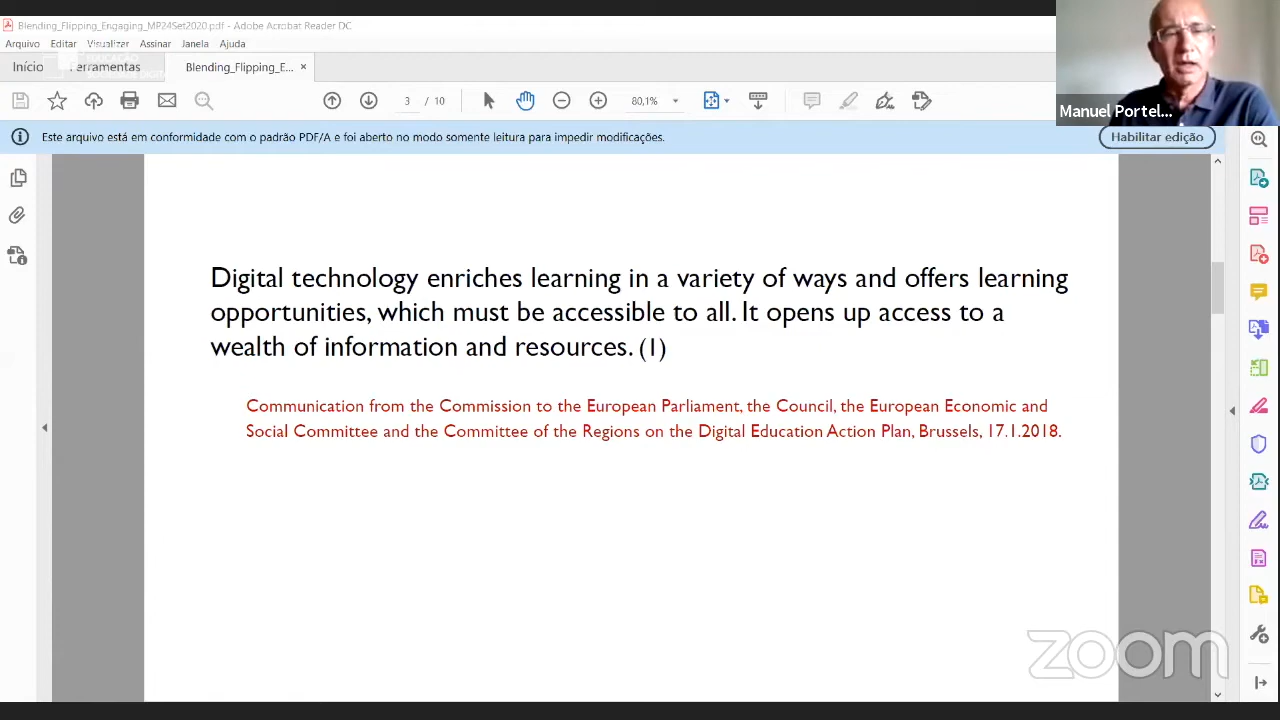 Blending_Flipping_Engaging_MP24Set2020.pdf - Adobe Acrobat Reader DC
Arquivo Editar Visualizar Assinar Janela Ajuda
Início Ferramentas Blending_Flipping_E... ×
3 / 10 80,1%
Manuel Portel...
Este arquivo está em conformidade com o padrão PDF/A e foi aberto no modo somente leitura para impedir modificações. Habilitar edição
Digital technology enriches learning in a variety of ways and offers learning
opportunities, which must be accessible to all. It opens up access to a
wealth of information and resources. (1)
Communication from the Commission to the European Parliament, the Council, the European Economic and
Social Committee and the Committee of the Regions on the Digital Education Action Plan, Brussels, 17.1.2018.
zoom